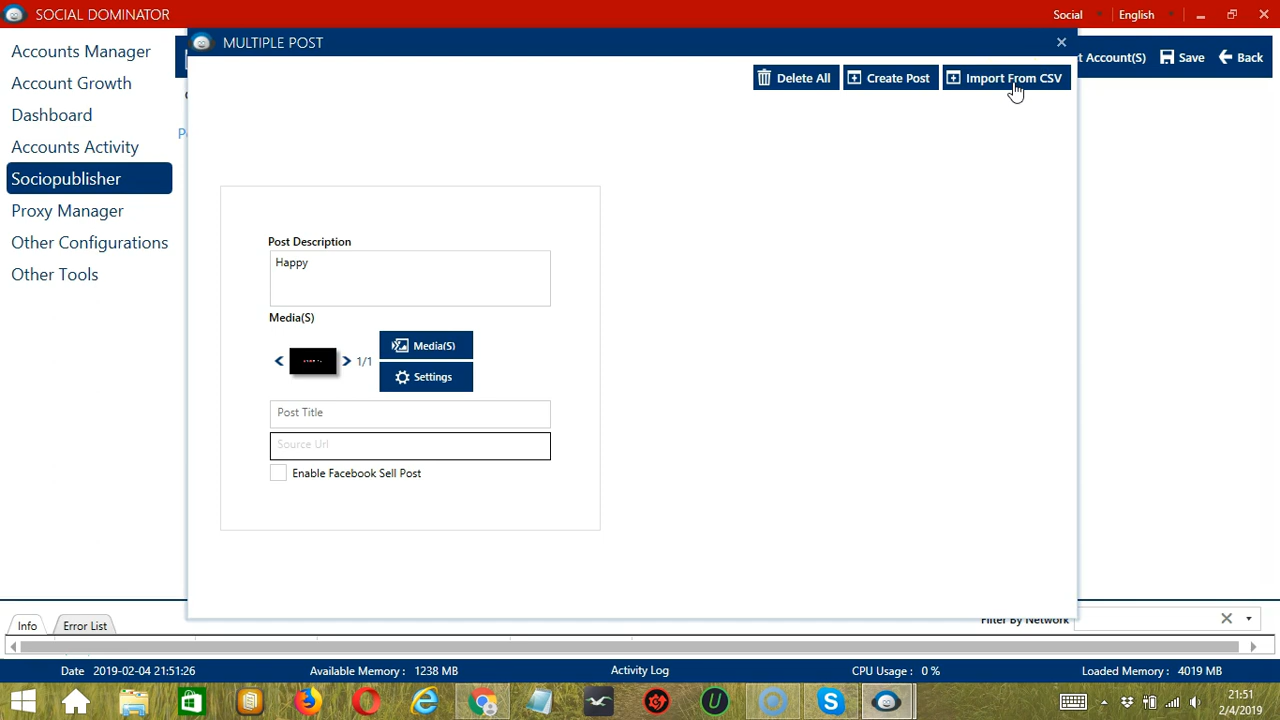 SOCIAL DOMINATOR
Social
English
Accounts Manager
Account Growth
Dashboard
Accounts Activity
Sociopublisher
Proxy Manager
Other Configurations
Other Tools
MULTIPLE POST
t Account(S)
Save
Back
Delete All
Create Post
Import From CSV
Post Description
Happy
Media(S)
1/1
Media(S)
Settings
Post Title
Source Url
Enable Facebook Sell Post
Info
Error List
Filter By Network
Date 2019-02-04 21:51:26
Available Memory : 1238 MB
Activity Log
CPU Usage : 0 %
Loaded Memory : 4019 MB
21:51
2/4/2019